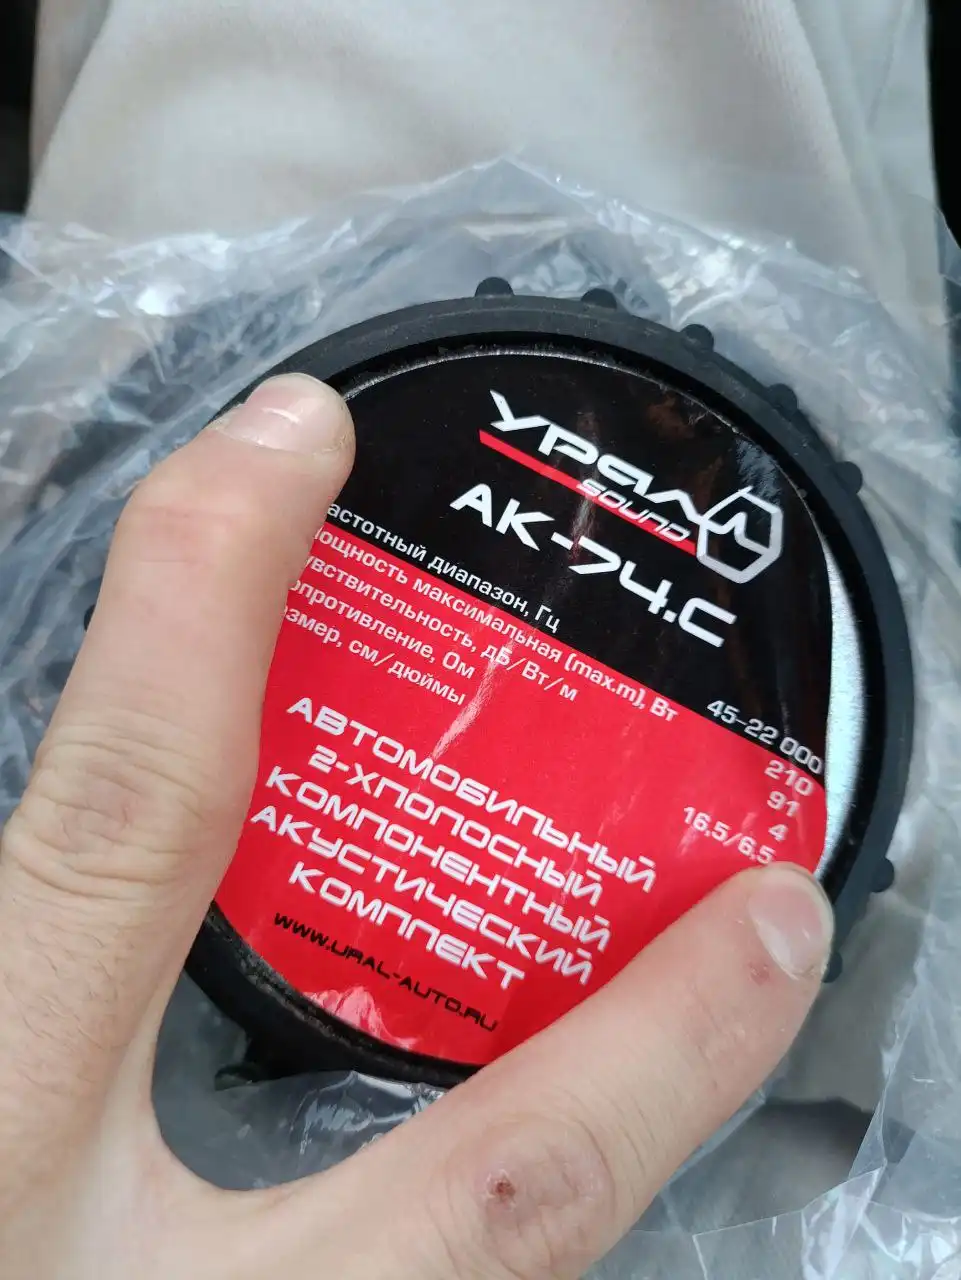 УРАЛ
SOUND
АК-74.С
астотный диапазон, Гц 45-22 000
ощность максимальная (max.m), Вт 210
увствительность, дБ/Вт/м 91
опротивление, Ом 4
азмер, см/дюймы 16,5/6,5
АВТОМОБИЛЬНЫЙ
2-ХПОЛОСНЫЙ
КОМПОНЕНТНЫЙ
АКУСТИЧЕСКИЙ
КОМПЛЕКТ
WWW.URAL-AUTO.RU